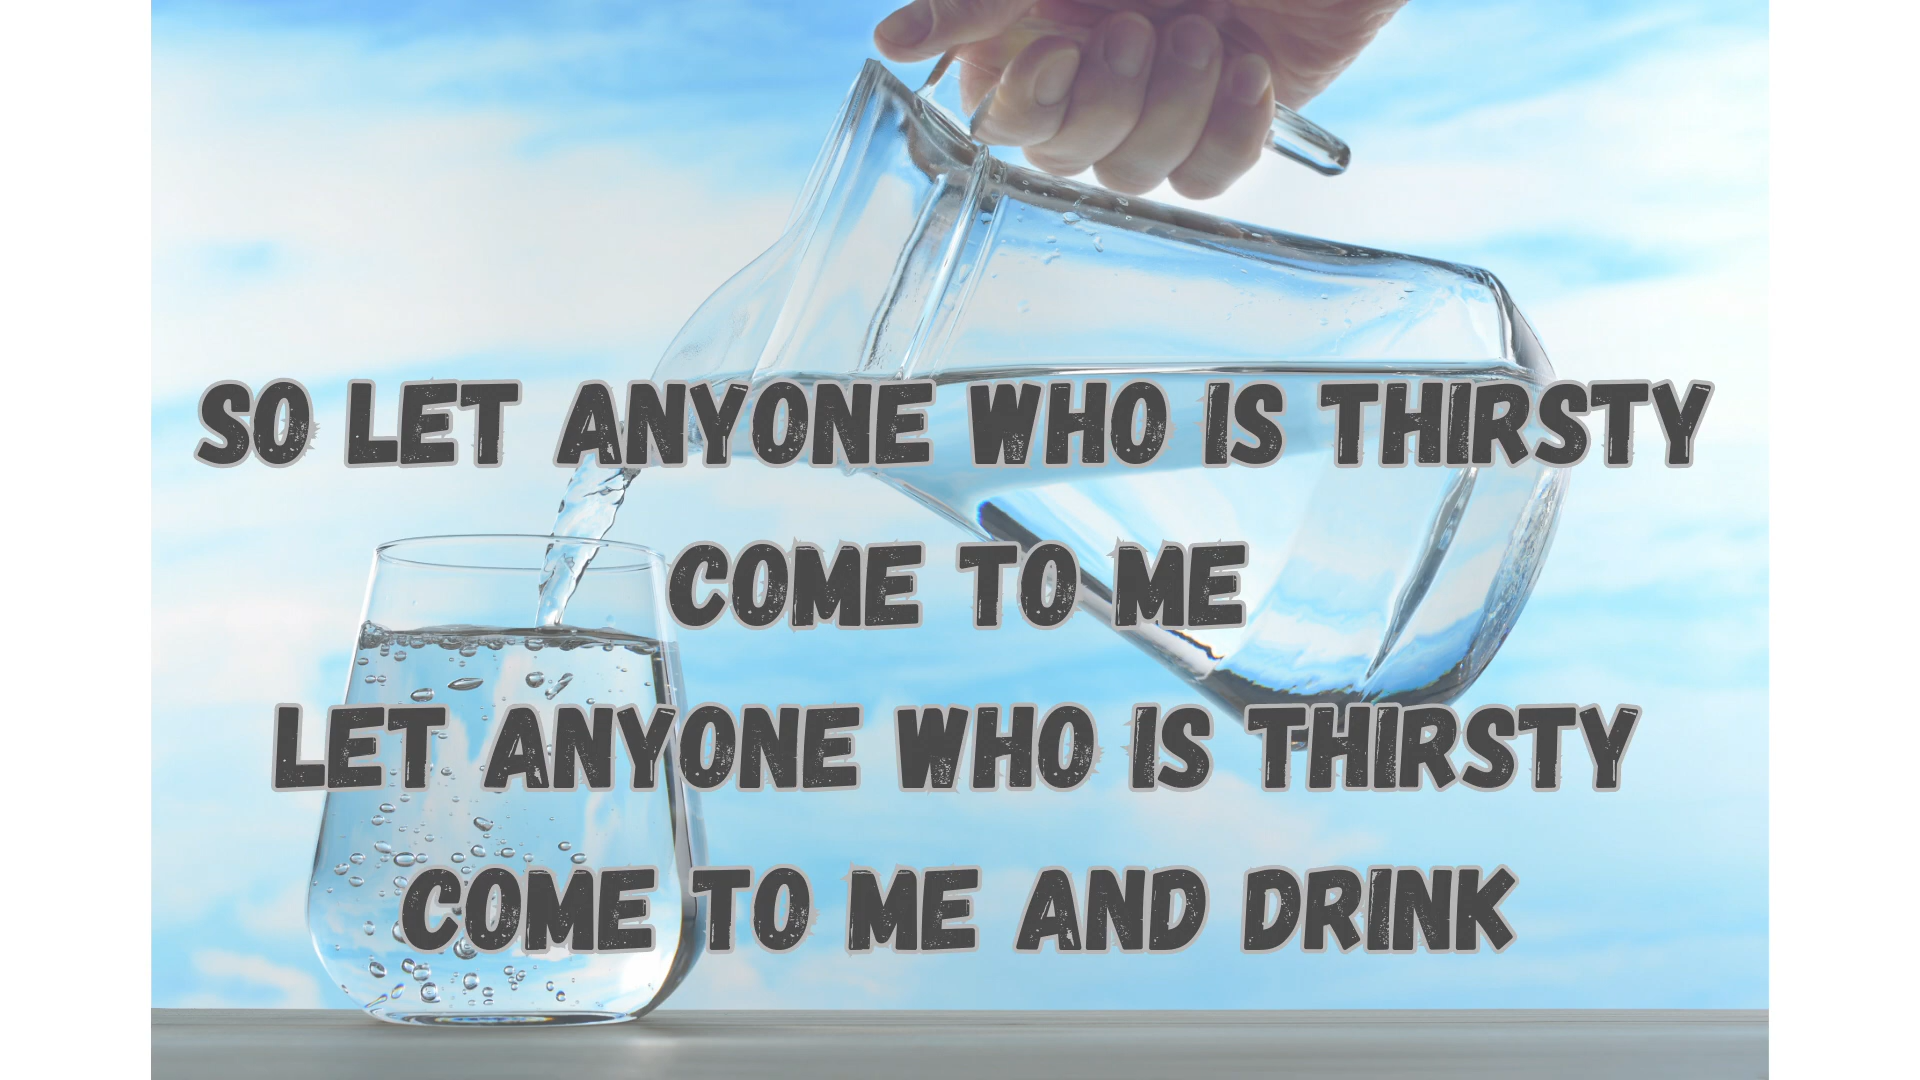 SO LET ANYONE WHO IS THIRSTY
COME TO ME
LET ANYONE WHO IS THIRSTY
COME TO ME AND DRINK